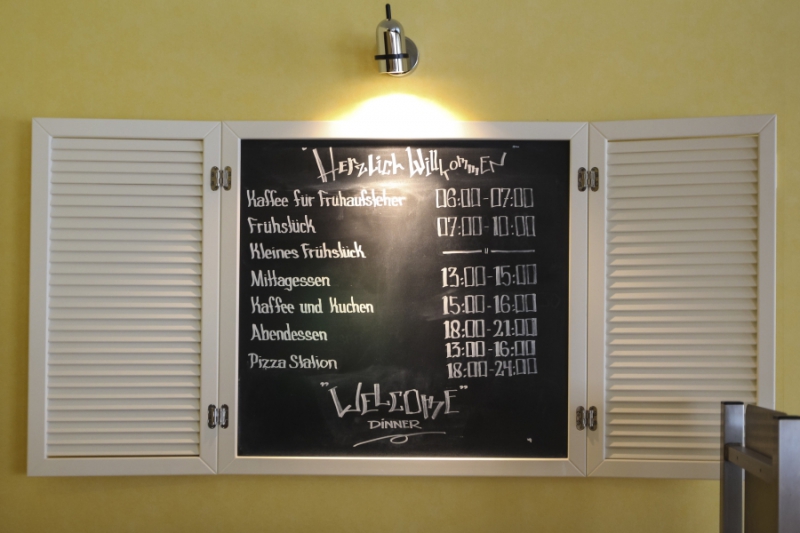 "Herzlich Willkommen"
Kaffee für Frühaufsteher 06:00-07:00
Frühstück 07:00-10:00
Kleines Frühstück — " —
Mittagessen 13:00-15:00
Kaffee und Kuchen 15:00-16:00
Abendessen 18:00-21:00
13:00-16:00
Pizza Station 18:00-24:00
"WELCOME"
DINNER